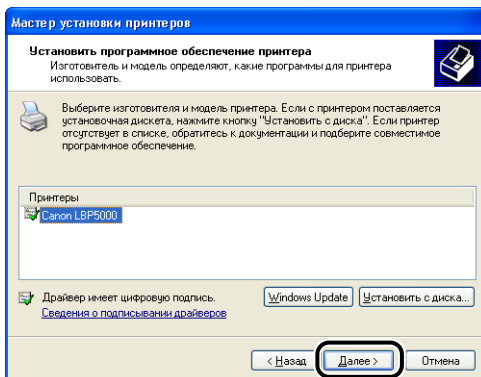 Мастер установки принтеров
Установить программное обеспечение принтера
Изготовитель и модель определяют, какие программы для принтера
использовать.
Выберите изготовителя и модель принтера. Если с принтером поставляется
установочная дискета, нажмите кнопку "Установить с диска". Если принтер
отсутствует в списке, обратитесь к документации и подберите совместимое
программное обеспечение.
Принтеры
Canon LBP5000
Драйвер имеет цифровую подпись.
Сведения о подписывании драйверов
Windows Update
Установить с диска...
< Назад
Далее >
Отмена